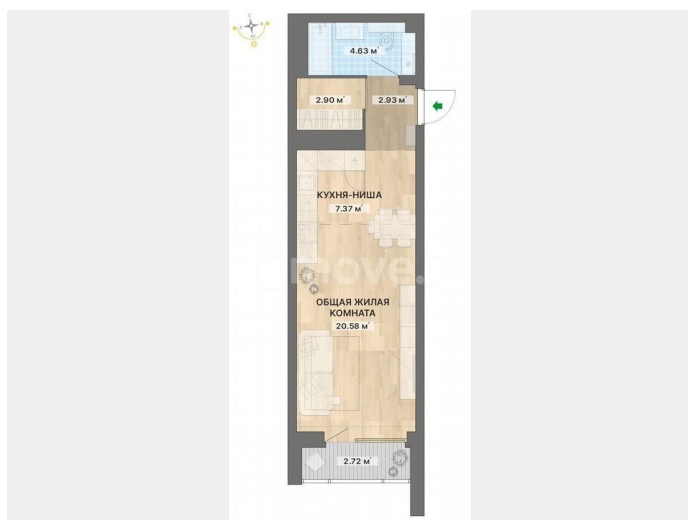 4.63 м²
2.90 м²
2.93 м²
КУХНЯ-НИША
7.37 м²
move.
ОБЩАЯ ЖИЛАЯ
КОМНАТА
20.58 м²
2.72 м²